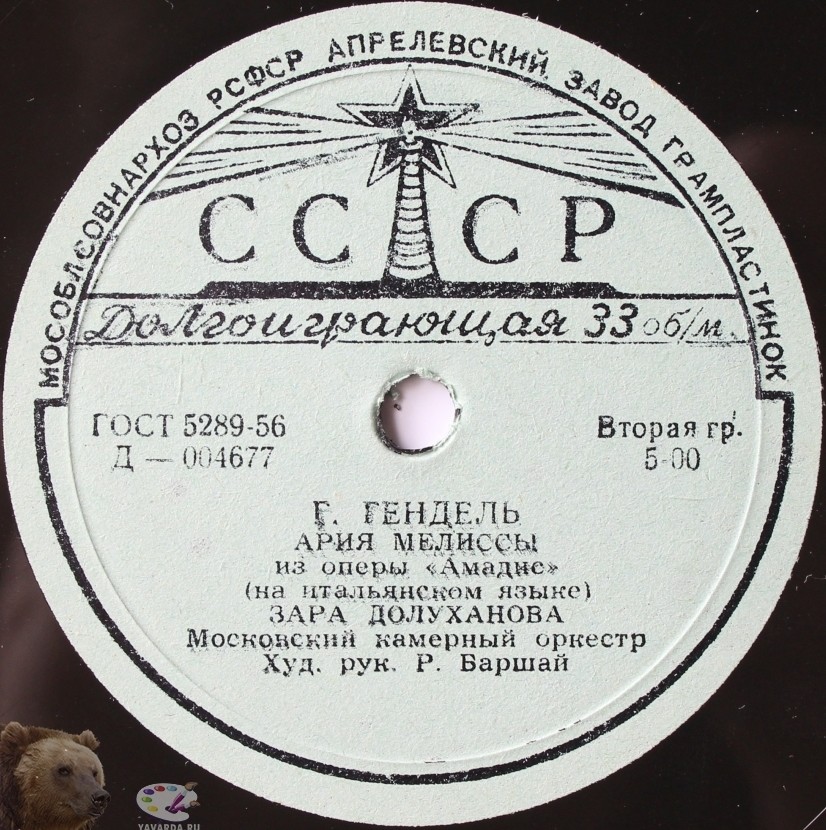 МОСОБЛСОВНАРХОЗ РСФСР АПРЕЛЕВСКИЙ ЗАВОД ГРАМПЛАСТИНОК
СССР
Долгоиграющая 33 об/м.
ГОСТ 5289-56
Д — 004677
Вторая гр.
5-00
Г. ГЕНДЕЛЬ
АРИЯ МЕЛИССЫ
из оперы «Амадис»
(на итальянском языке)
ЗАРА ДОЛУХАНОВА
Московский камерный оркестр
Худ. рук. Р. Баршай
YAVARDA.RU